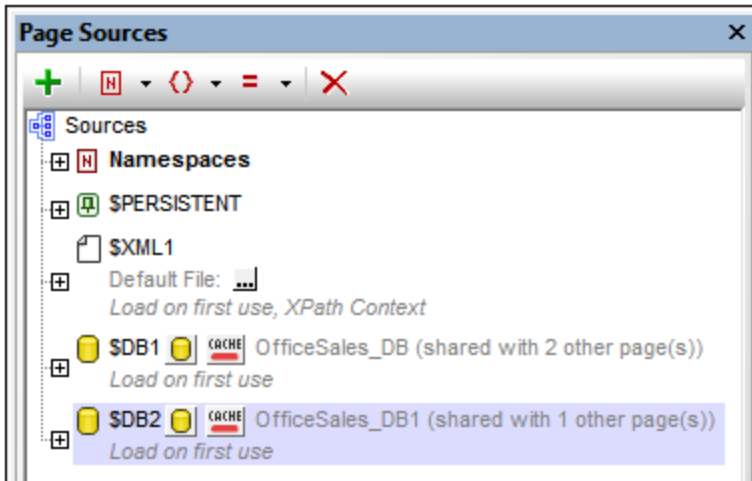 Page Sources
Sources
N Namespaces
$PERSISTENT
$XML1
Default File: ...
Load on first use, XPath Context
$DB1 CACHE OfficeSales_DB (shared with 2 other page(s))
Load on first use
$DB2 CACHE OfficeSales_DB1 (shared with 1 other page(s))
Load on first use